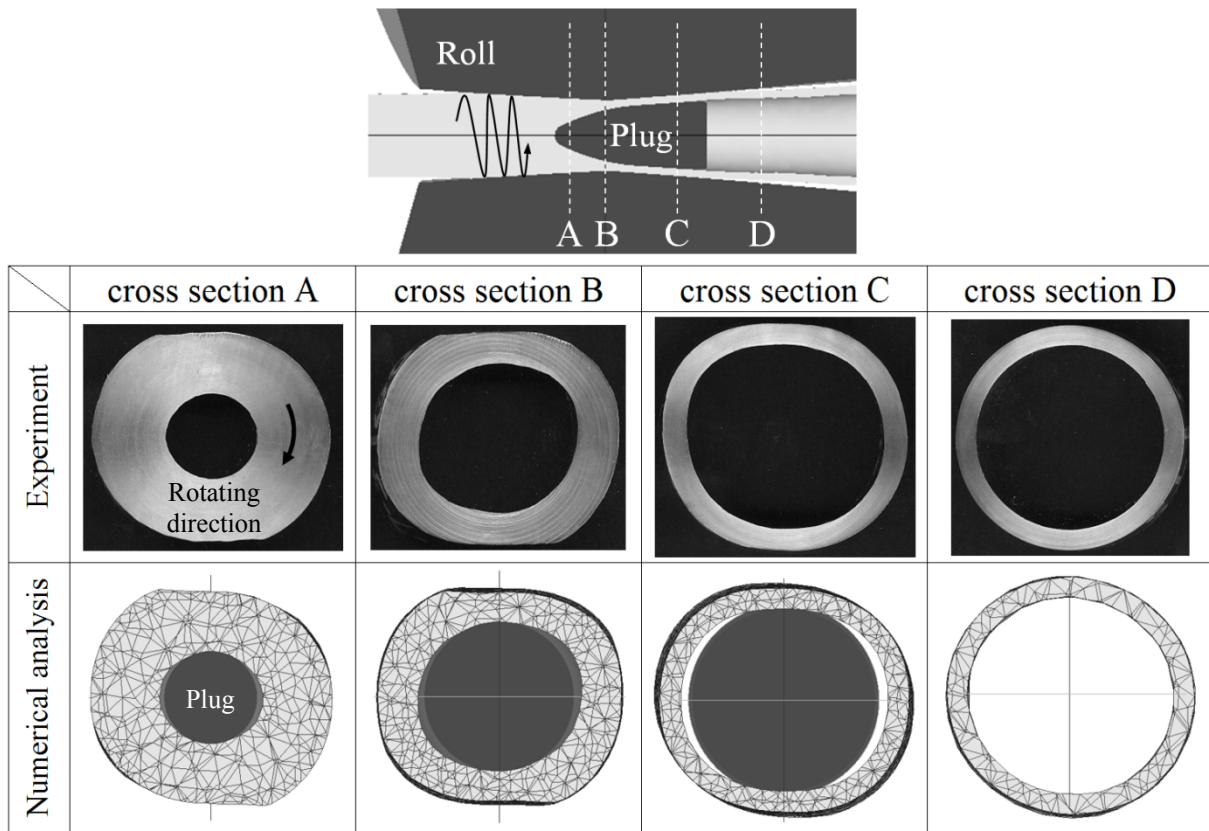 Roll
Plug
A B C D
cross section A cross section B cross section C cross section D
Experiment
Rotating
direction
Numerical analysis
Plug